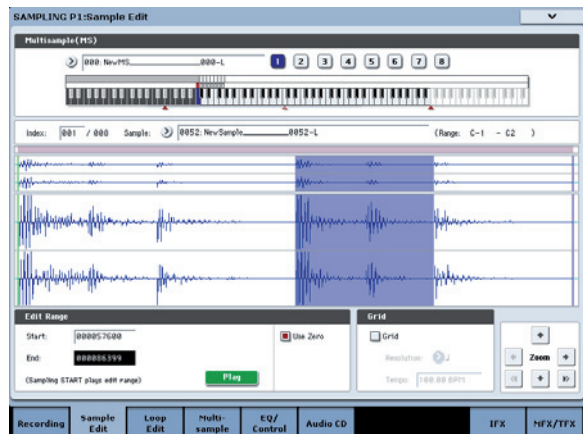 SAMPLING P1:Sample Edit
Multisample(MS)
000: NewMS____________000-L
1 2 3 4 5 6 7 8
Index: 001 / 008 Sample: 0052: NewSample________0052-L (Range: C-1 - G2 )
Edit Range
Start: 000057600
End: 000086399
(Sampling START plays edit range)
Use Zero
Play
Grid
Grid
Resolution:
Tempo: 100.00 BPM
Zoom
Recording
Sample Edit
Loop Edit
Multi-sample
EQ/Control
Audio CD
IFX
MFX/TFX